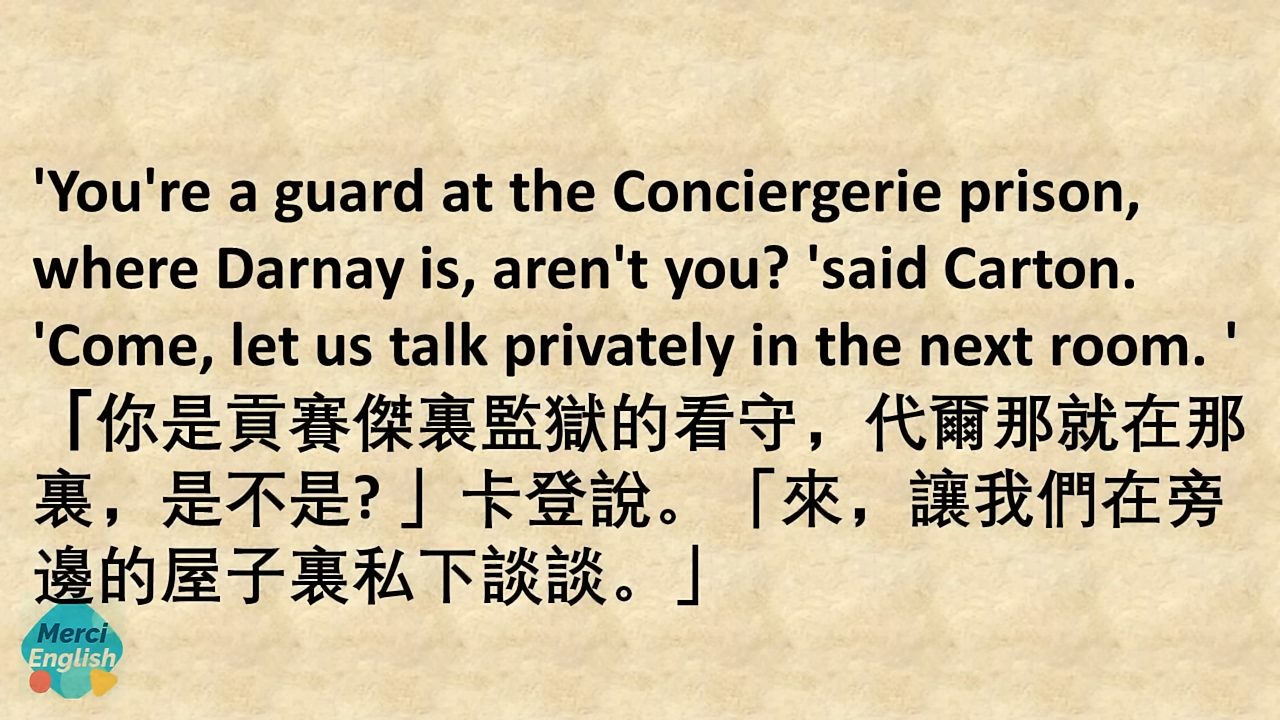 'You're a guard at the Conciergerie prison,
where Darnay is, aren't you? 'said Carton.
'Come, let us talk privately in the next room. '
「你是貢賽傑裏監獄的看守，代爾那就在那
裏，是不是? 」卡登說。「來，讓我們在旁
邊的屋子裏私下談談。」
Merci
English